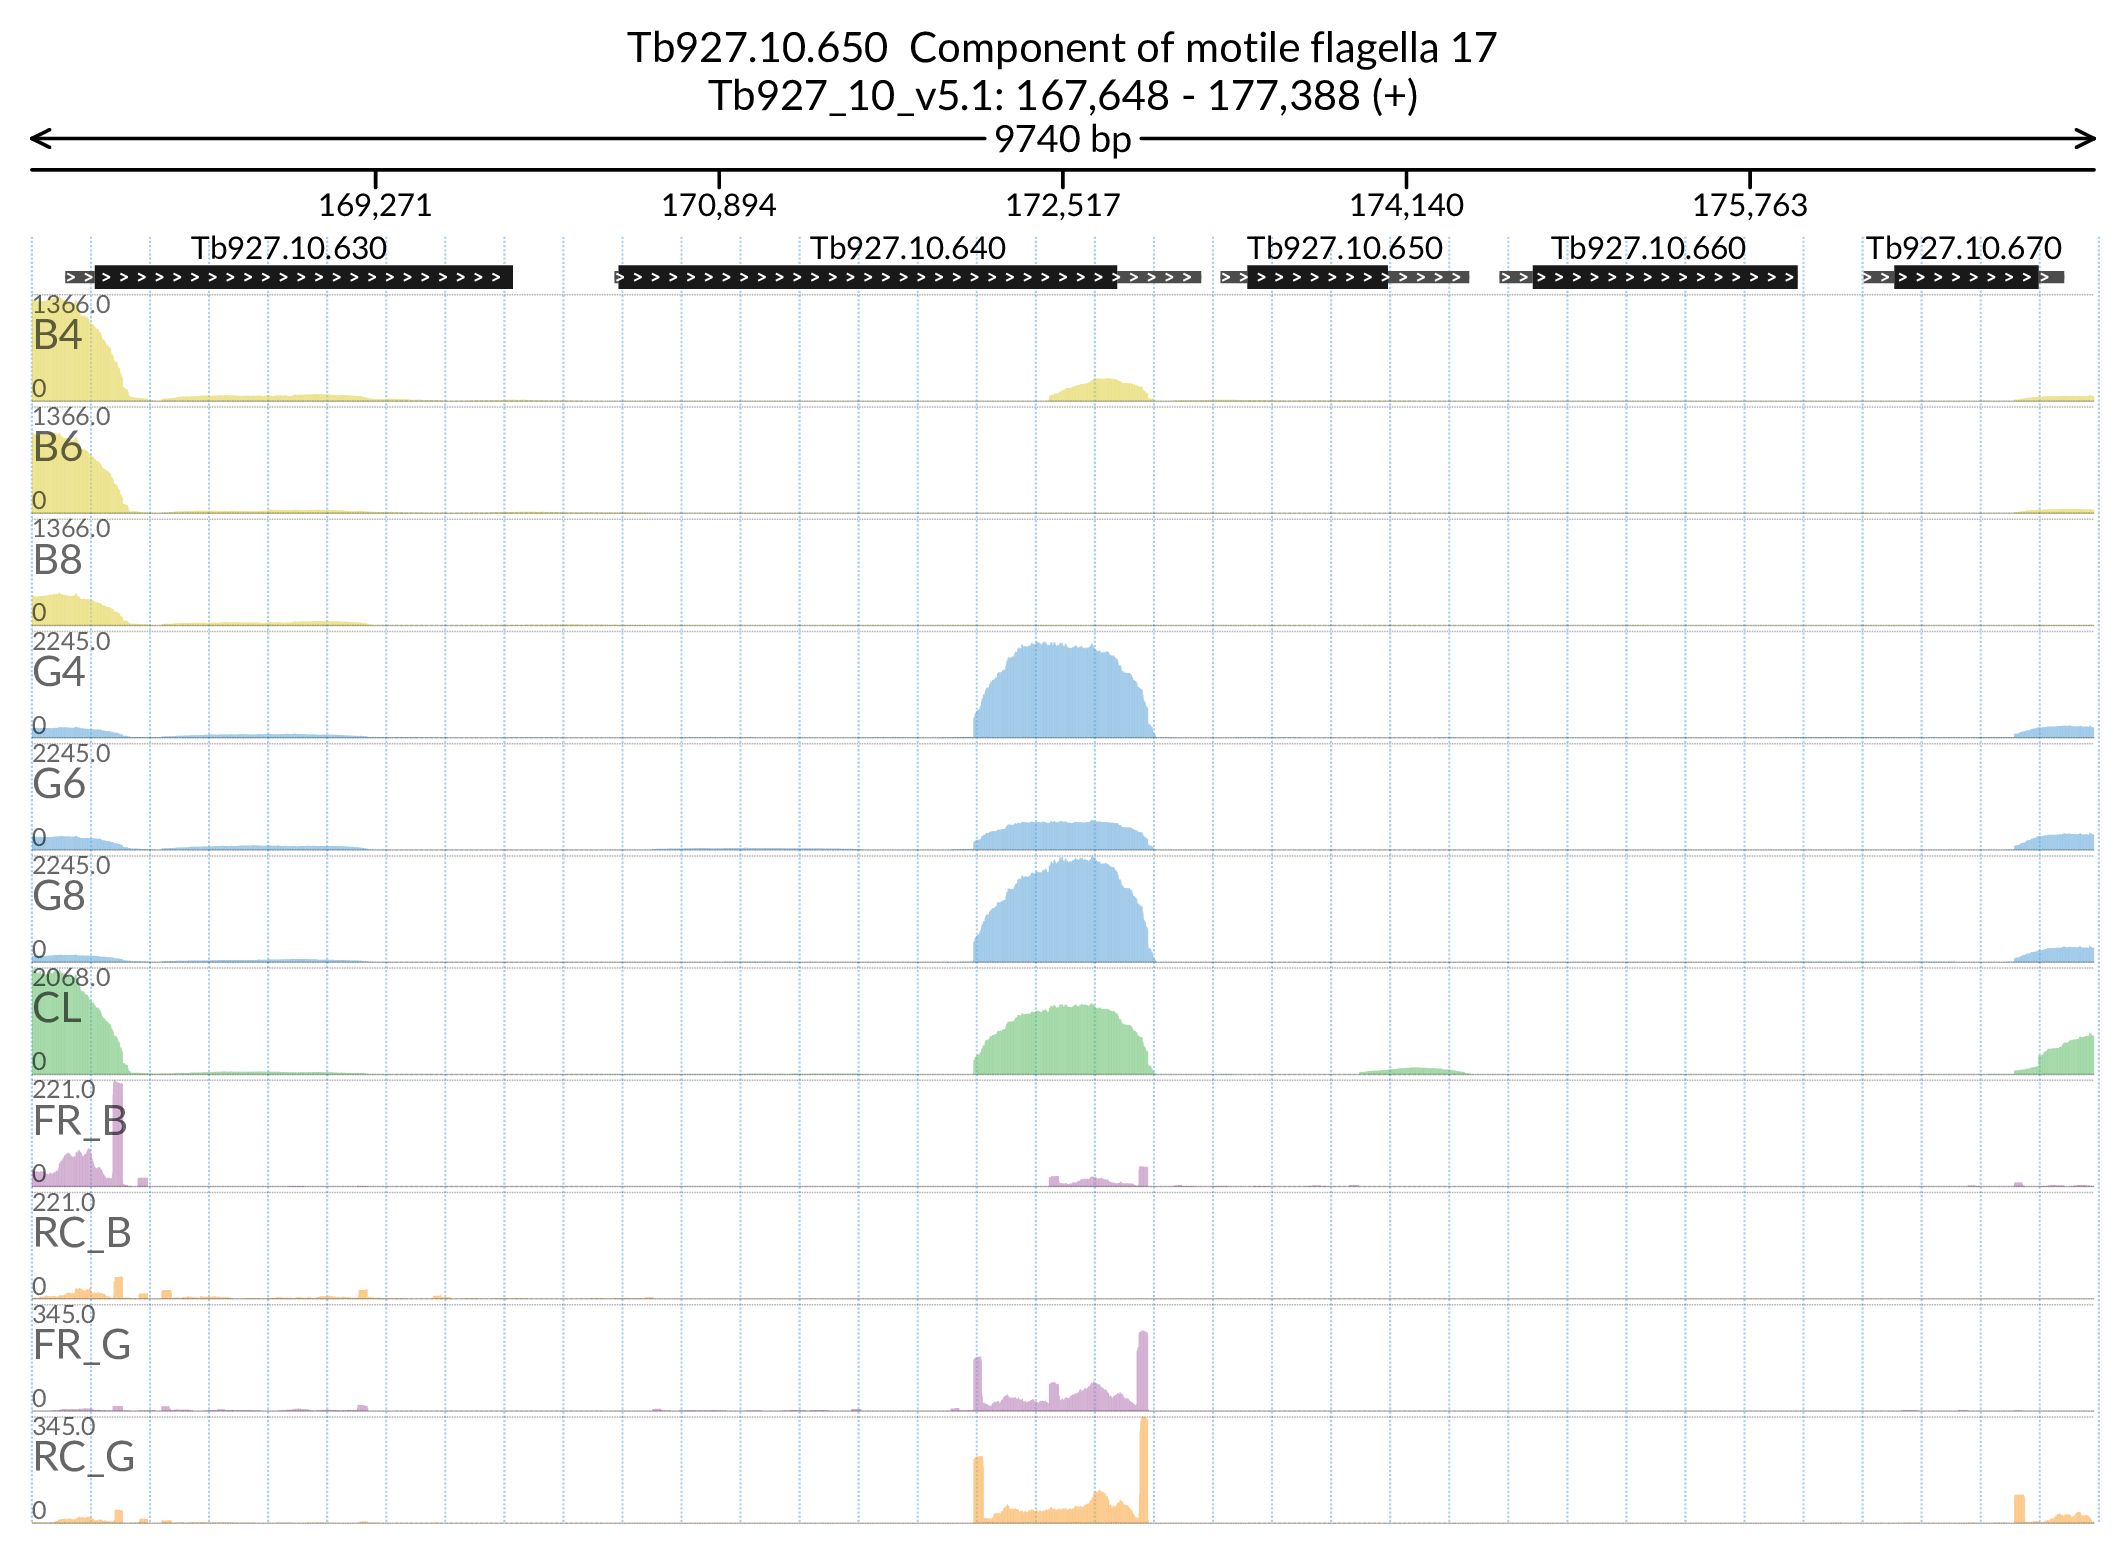 Tb927.10.650 Component of motile flagella 17
Tb927_10_v5.1: 167,648 - 177,388 (+)
9740 bp
169,271 170,894 172,517 174,140 175,763
Tb927.10.630 Tb927.10.640 Tb927.10.650 Tb927.10.660 Tb927.10.670
1366.0
B4
0
1366.0
B6
0
1366.0
B8
0
2245.0
G4
0
2245.0
G6
0
2245.0
G8
0
2068.0
CL
0
221.0
FR_B
0
221.0
RC_B
0
345.0
FR_G
0
345.0
RC_G
0